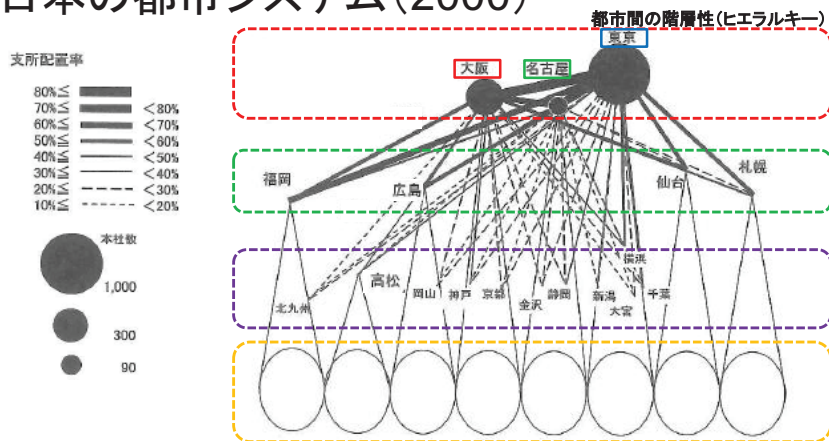 日本の都市システム(2000)
都市間の階層性(ヒエラルキー)
支所配置率
80%≦
70%≦ <80%
60%≦ <70%
50%≦ <60%
40%≦ <50%
30%≦ <40%
20%≦ <30%
10%≦ <20%
本社数
1,000
300
90
東京
大阪
名古屋
福岡
広島
仙台
札幌
横浜
高松
岡山
神戸
京都
金沢
静岡
新潟
大宮
千葉
北九州